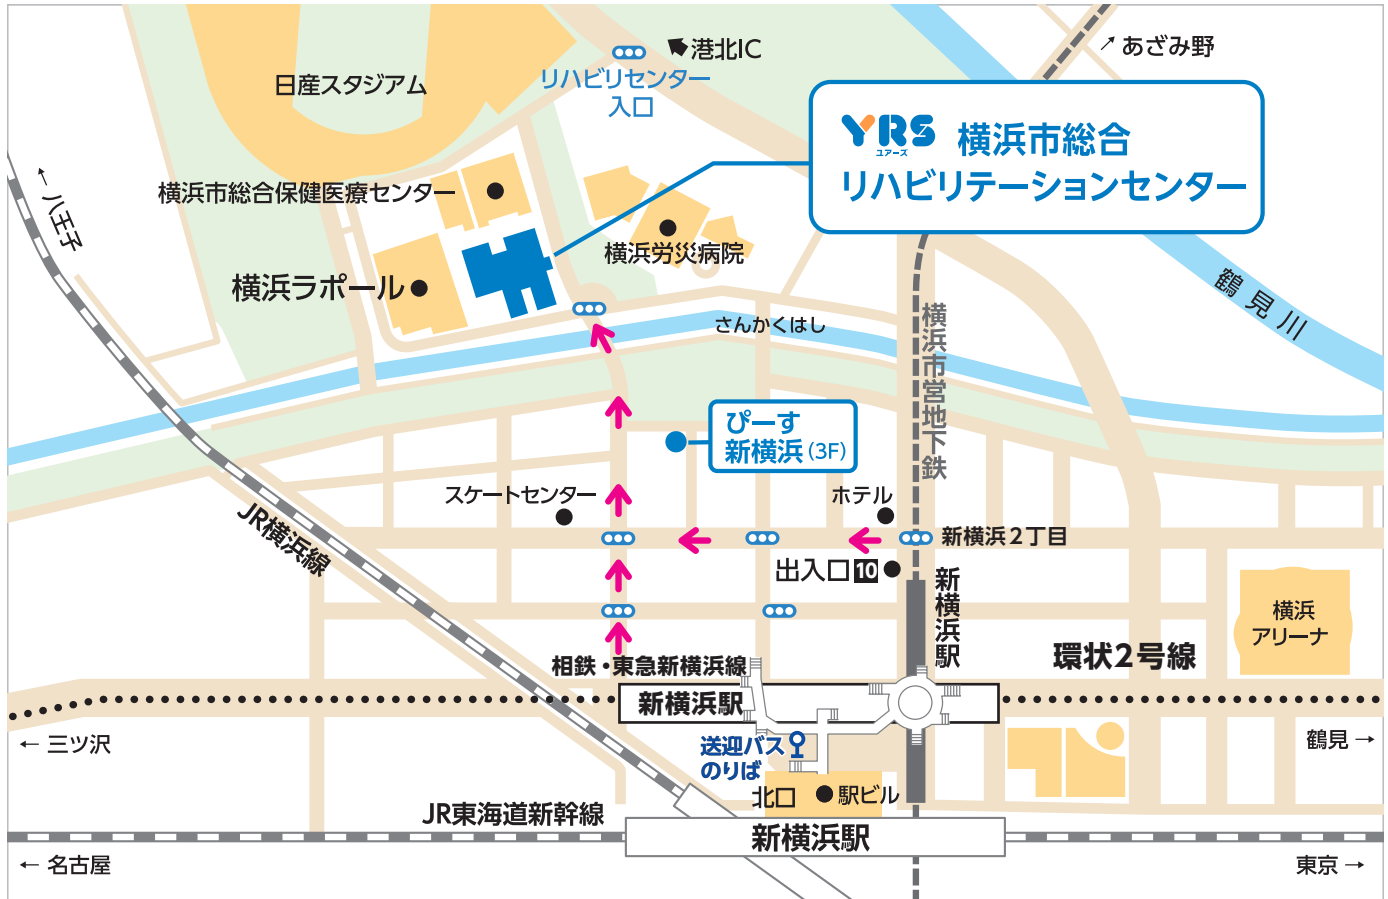 港北IC
あざみ野
日産スタジアム
リハビリセンター
入口
YRS
ユアーズ
横浜市総合
リハビリテーションセンター
横浜市総合保健医療センター
八王子
横浜労災病院
横浜ラポール
鶴見川
さんかくはし
横浜市営地下鉄
ぴーす
新横浜(3F)
スケートセンター
ホテル
JR横浜線
新横浜2丁目
出入口10
新横浜駅
横浜
アリーナ
相鉄・東急新横浜線
環状2号線
新横浜駅
← 三ツ沢
送迎バス
のりば
鶴見 →
北口
駅ビル
JR東海道新幹線
新横浜駅
← 名古屋
東京 →